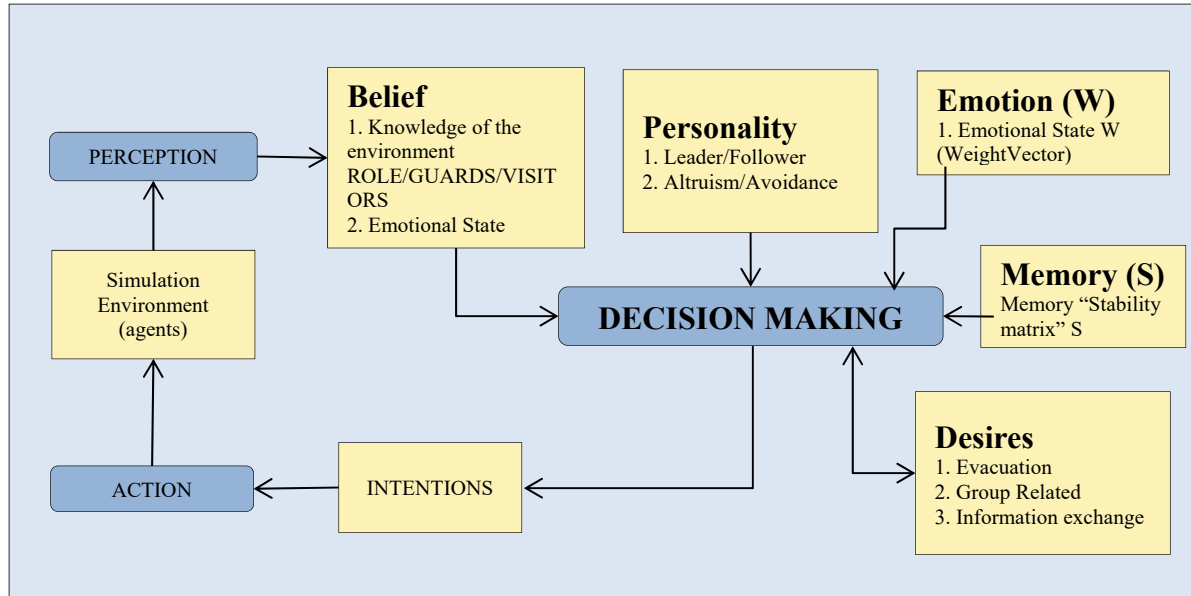 PERCEPTION
Belief
1. Knowledge of the
environment
ROLE/GUARDS/VISIT
ORS
2. Emotional State
Personality
1. Leader/Follower
2. Altruism/Avoidance
Emotion (W)
1. Emotional State W
(WeightVector)
Simulation
Environment
(agents)
DECISION MAKING
Memory (S)
Memory “Stability
matrix” S
Desires
1. Evacuation
2. Group Related
3. Information exchange
ACTION
INTENTIONS